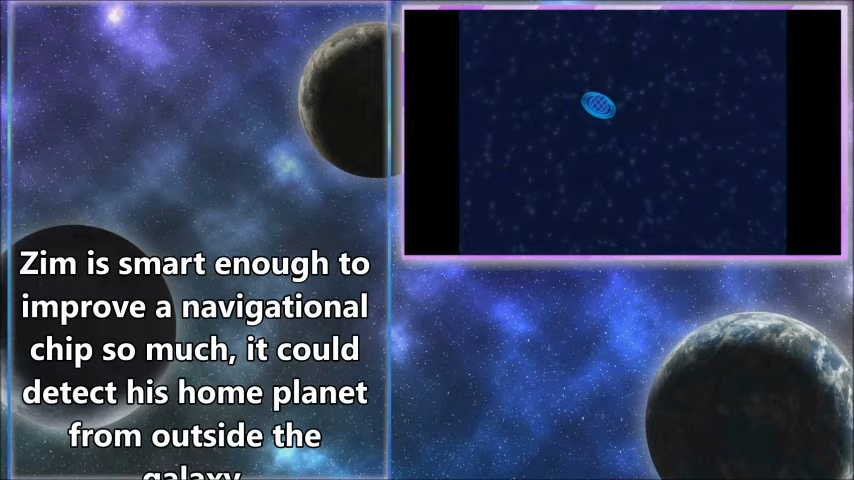 Zim is smart enough to
improve a navigational
chip so much, it could
detect his home planet
from outside the
galaxy